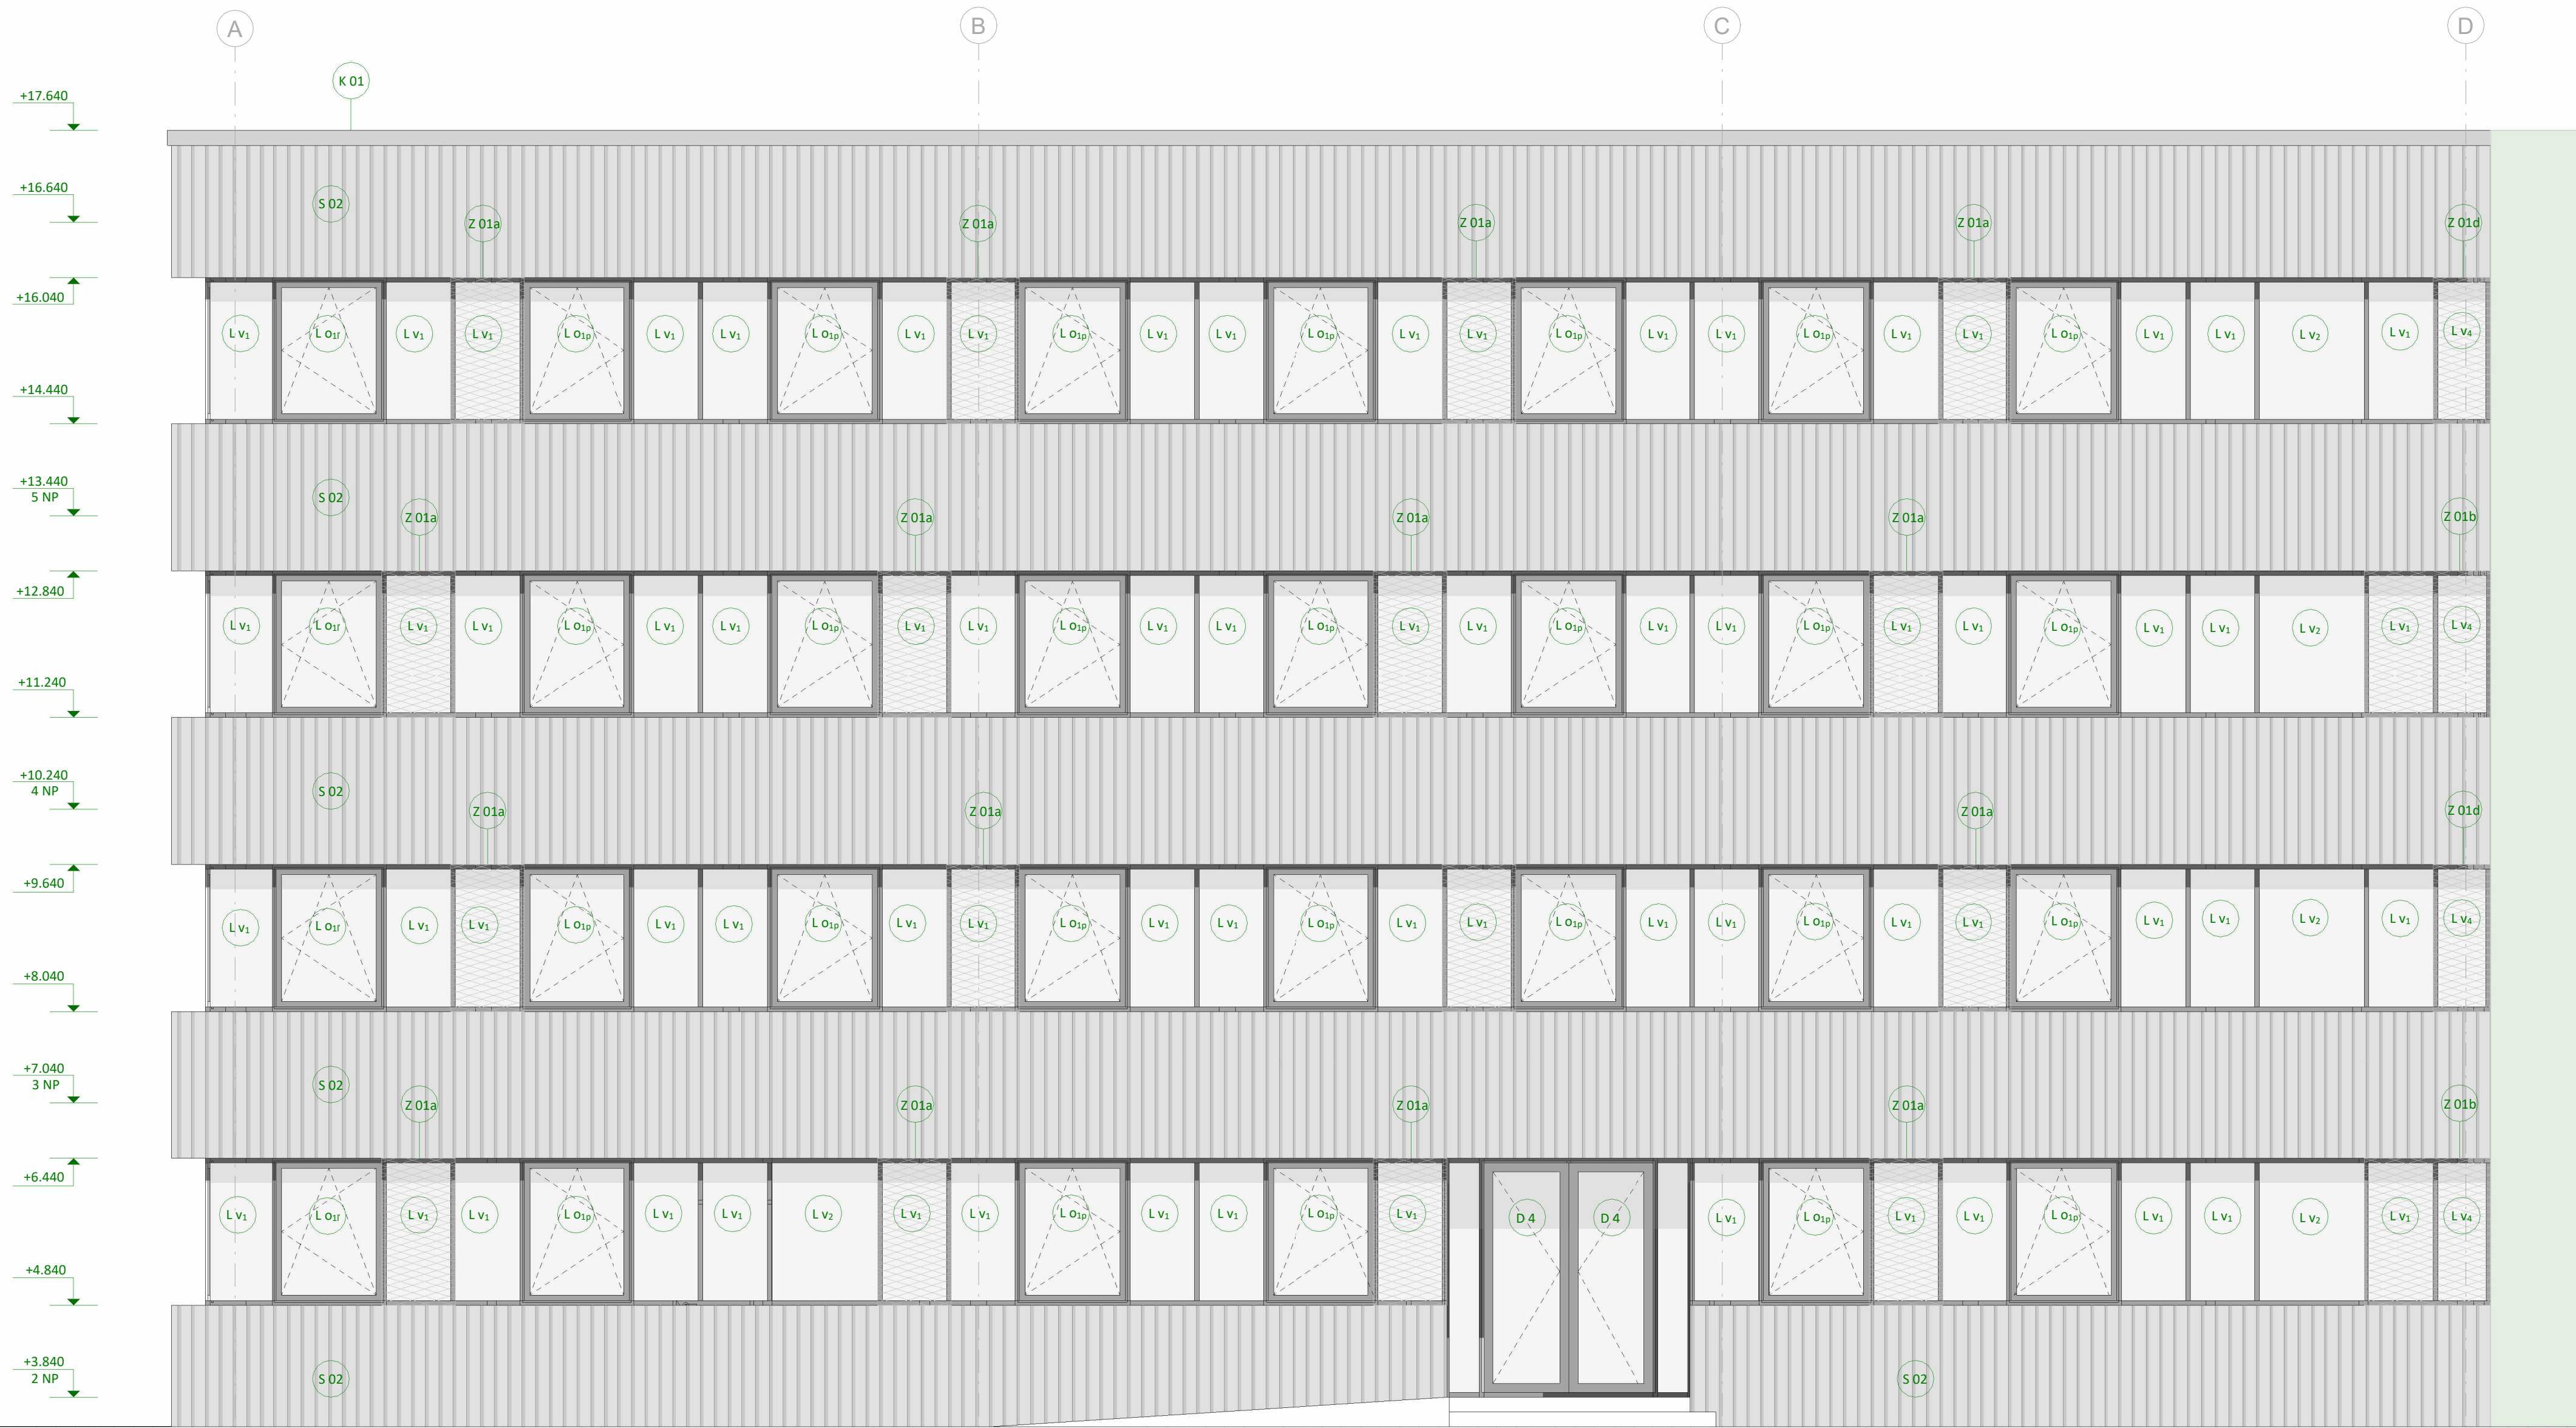 A B C D
K 01
+17.640
+16.640
S 02
Z 01a Z 01a Z 01a Z 01a Z 01d
+16.040
L v1 L o1l L v1 L v1 L o1p L v1 L v1 L o1p L v1 L v1 L o1p L v1 L v1 L o1p L v1 L v1 L o1p L v1 L v1 L o1p L v1 L v1 L o1p L v1 L v1 L v2 L v1 L v4
+14.440
+13.440
5 NP
S 02
Z 01a Z 01a Z 01a Z 01a Z 01b
+12.840
L v1 L o1l L v1 L v1 L o1p L v1 L v1 L o1p L v1 L v1 L o1p L v1 L v1 L o1p L v1 L v1 L o1p L v1 L v1 L o1p L v1 L v1 L o1p L v1 L v1 L v2 L v1 L v4
+11.240
+10.240
4 NP
S 02
Z 01a Z 01a Z 01a Z 01d
+9.640
L v1 L o1l L v1 L v1 L o1p L v1 L v1 L o1p L v1 L v1 L o1p L v1 L v1 L o1p L v1 L v1 L o1p L v1 L v1 L o1p L v1 L v1 L o1p L v1 L v1 L v2 L v1 L v4
+8.040
+7.040
3 NP
S 02
Z 01a Z 01a Z 01a Z 01a Z 01b
+6.440
L v1 L o1l L v1 L v1 L o1p L v1 L v1 L v2 L v1 L v1 L o1p L v1 L v1 L o1p L v1 D 4 D 4 L v1 L o1p L v1 L v1 L o1p L v1 L v1 L v2 L v1 L v4
+4.840
+3.840
2 NP
S 02 S 02